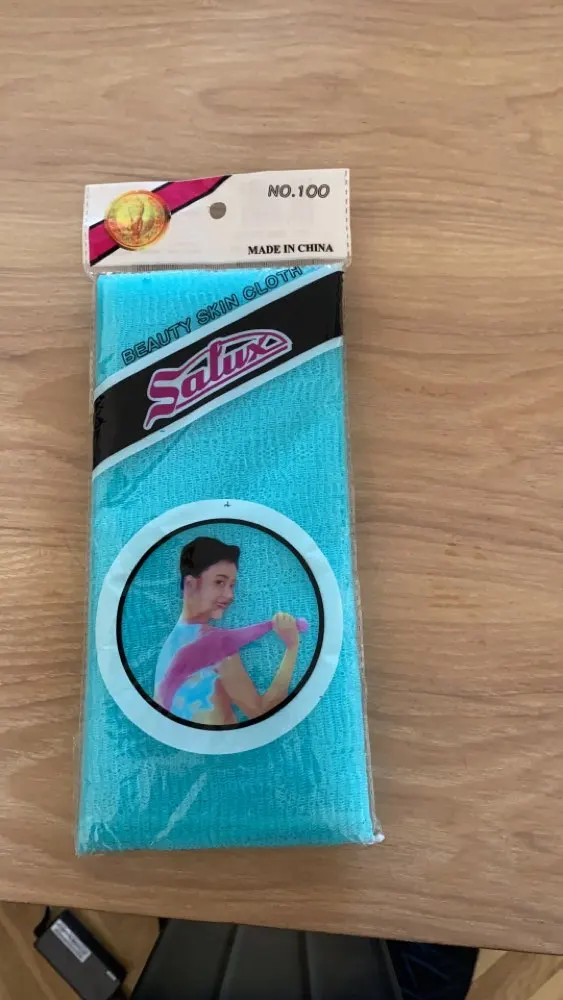 NO.100
MADE IN CHINA
BEAUTY SKIN CLOTH
Salux